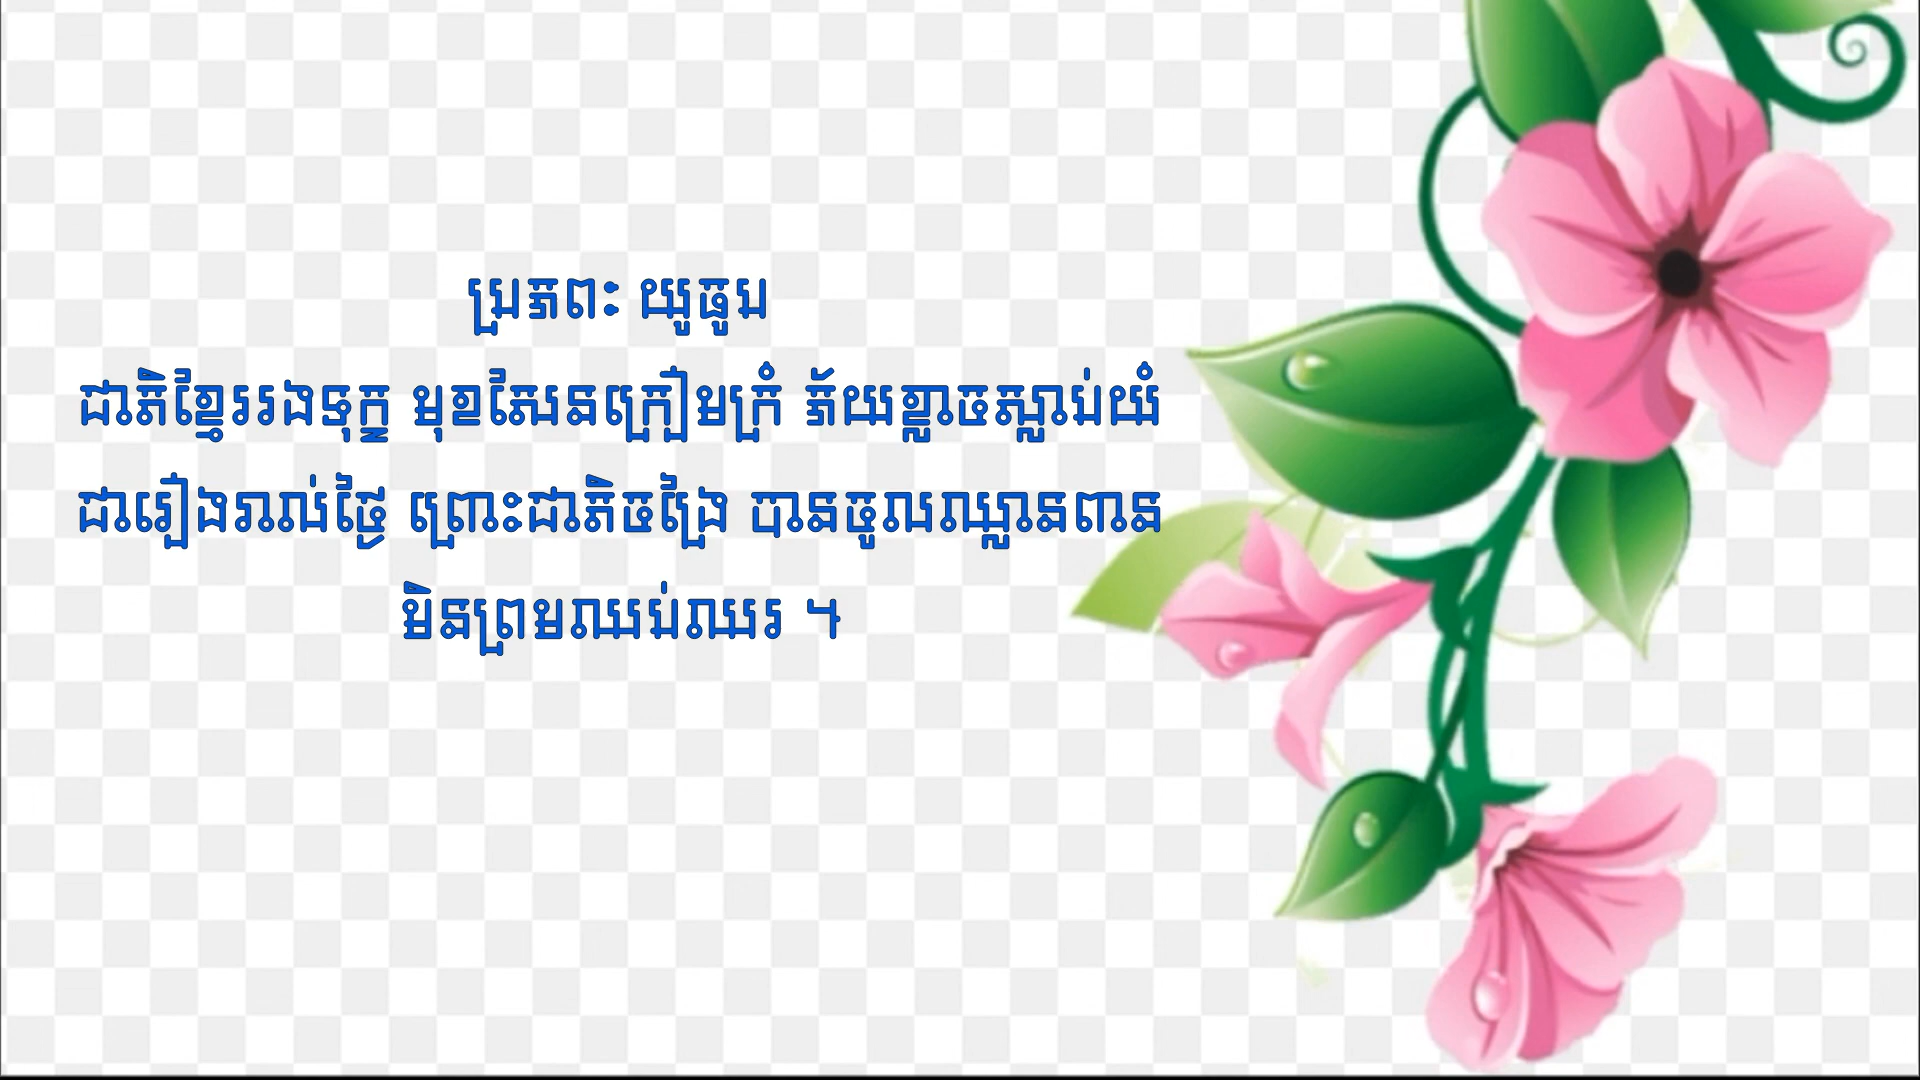 ប្រភពៈ យូធូប
ជាតិខ្មែររងទុក្ខ មុខសែនក្រៀមក្រំ ភ័យខ្លាចស្លាប់យំ
ជារឿងរាល់ថ្ងៃ ព្រោះជាតិចង្រៃ បានចូលឈ្លានពាន
មិនព្រមឈប់ឈរ ។